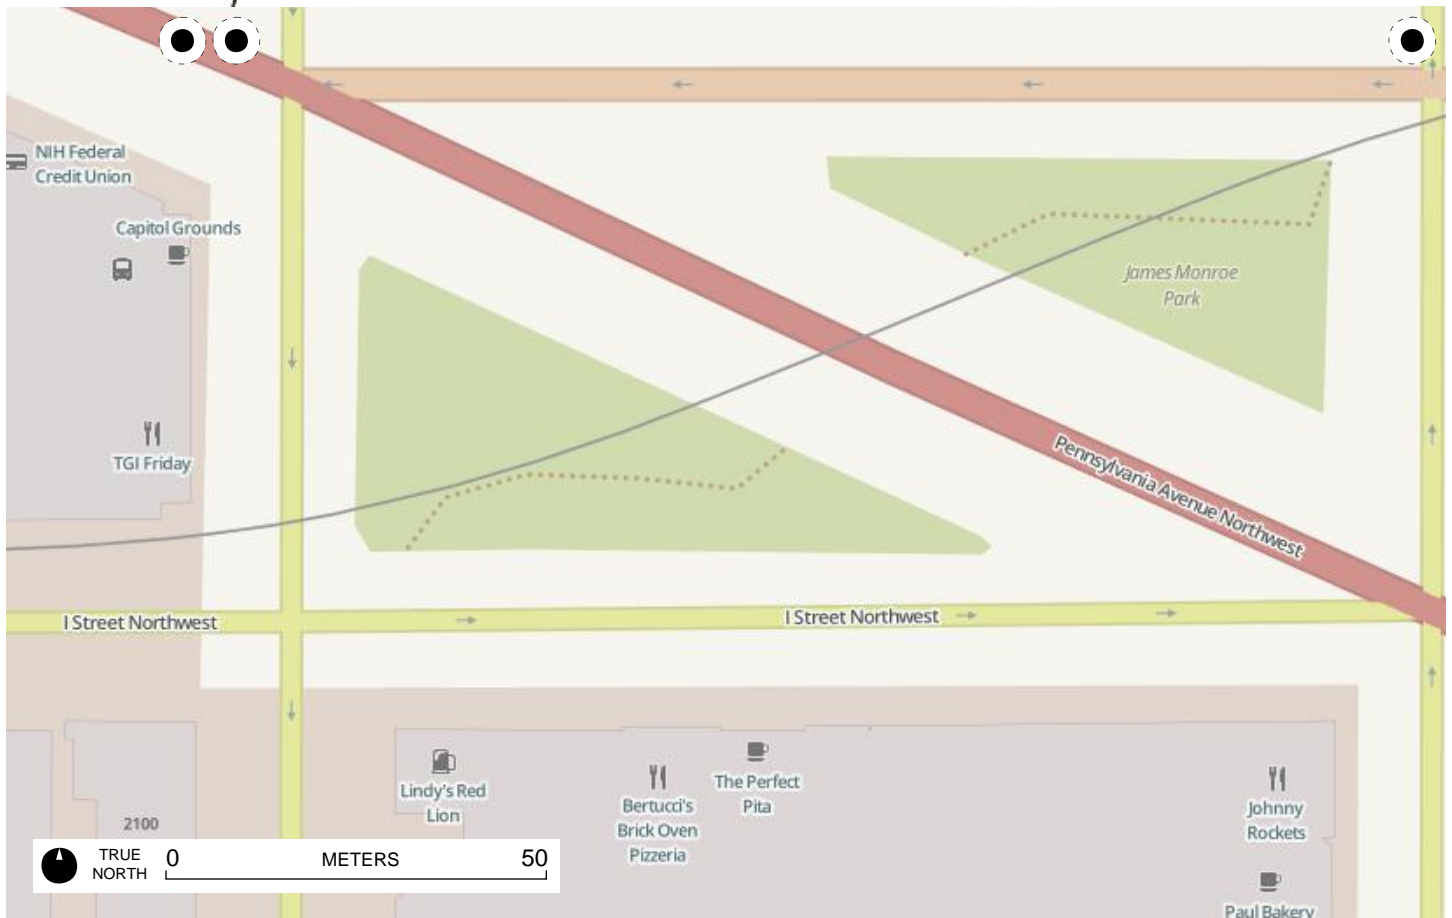 NIH Federal
Credit Union
Capitol Grounds
James Monroe
Park
TGI Friday
Pennsylvania Avenue Northwest
I Street Northwest
I Street Northwest
Lindy's Red
Lion
Bertucci's
Brick Oven
Pizzeria
The Perfect
Pita
Johnny
Rockets
2100
TRUE
NORTH
0 METERS 50
Paul Bakery